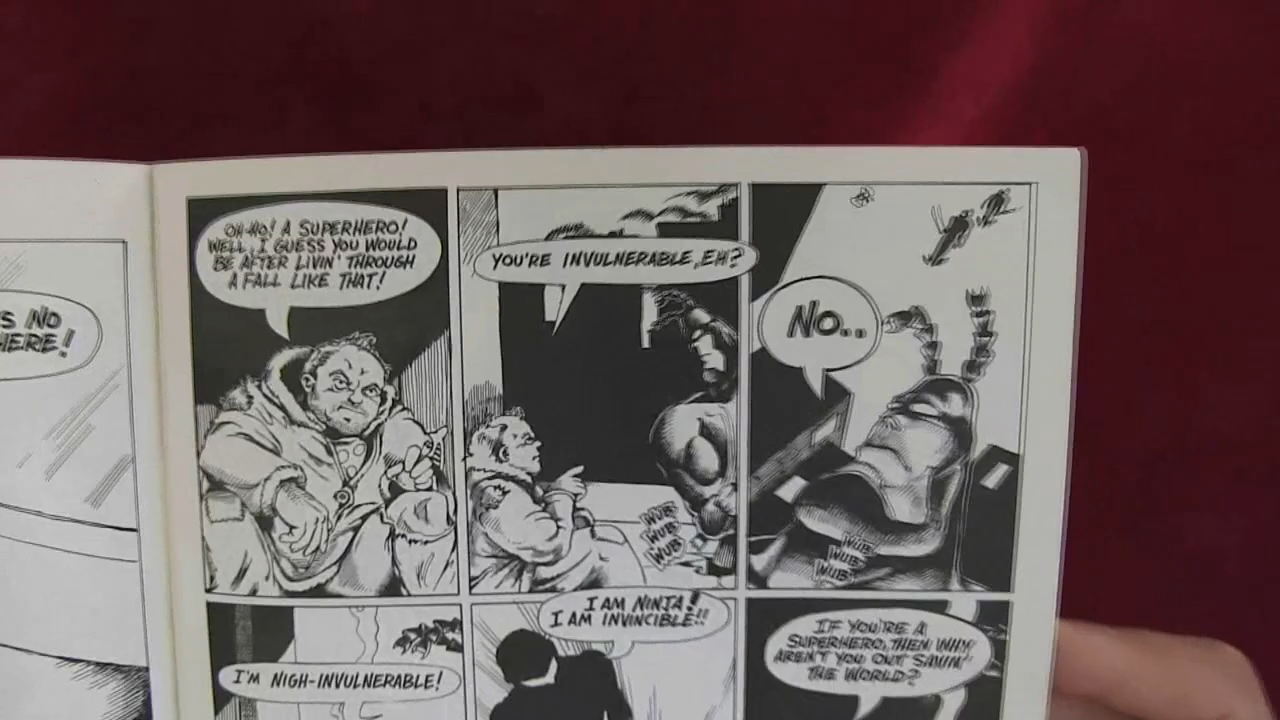 S NO
HERE!
OH-HO! A SUPERHERO!
WELL, I GUESS YOU WOULD
BE AFTER LIVIN' THROUGH
A FALL LIKE THAT!
YOU'RE INVULNERABLE, EH?
WUB
WUB
WUB
NO..
WUB
WUB
WUB
I'M NIGH-INVULNERABLE!
I AM NINJA!
I AM INVINCIBLE!!
IF YOU'RE A
SUPERHERO, THEN WHY
AREN'T YOU OUT SAVIN'
THE WORLD?